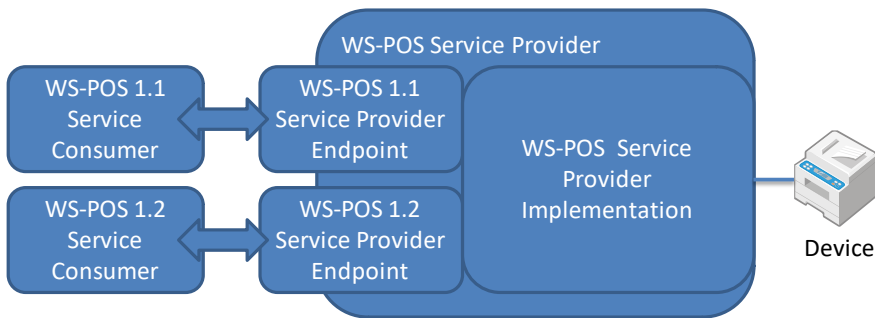 WS-POS Service Provider
WS-POS 1.1
Service
Consumer
WS-POS 1.1
Service Provider
Endpoint
WS-POS 1.2
Service
Consumer
WS-POS 1.2
Service Provider
Endpoint
WS-POS Service
Provider
Implementation
Device